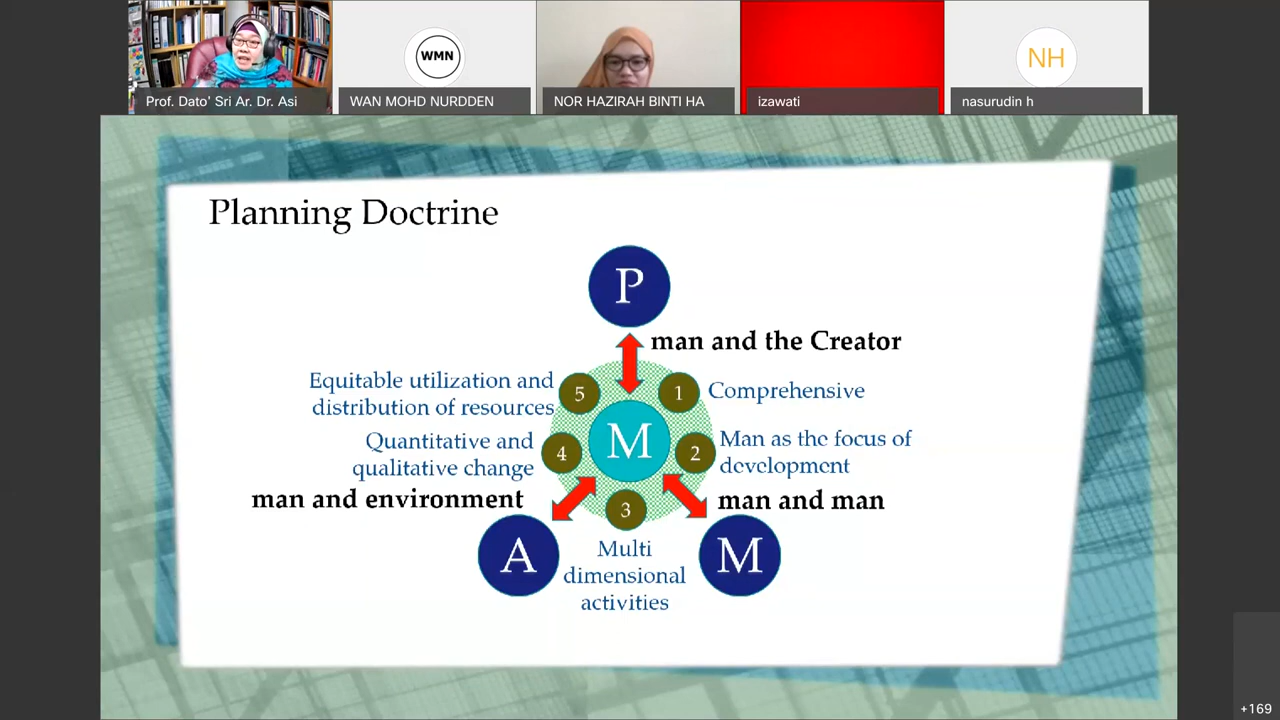 Prof. Dato' Sri Ar. Dr. Asi
WMN
WAN MOHD NURDDEN
NOR HAZIRAH BINTI HA
izawati
NH
nasurudin h
Planning Doctrine
P
man and the Creator
Equitable utilization and
distribution of resources
5
1
Comprehensive
M
Quantitative and
qualitative change
4
2
Man as the focus of
development
man and environment
3
man and man
A
Multi
dimensional
activities
M
+169